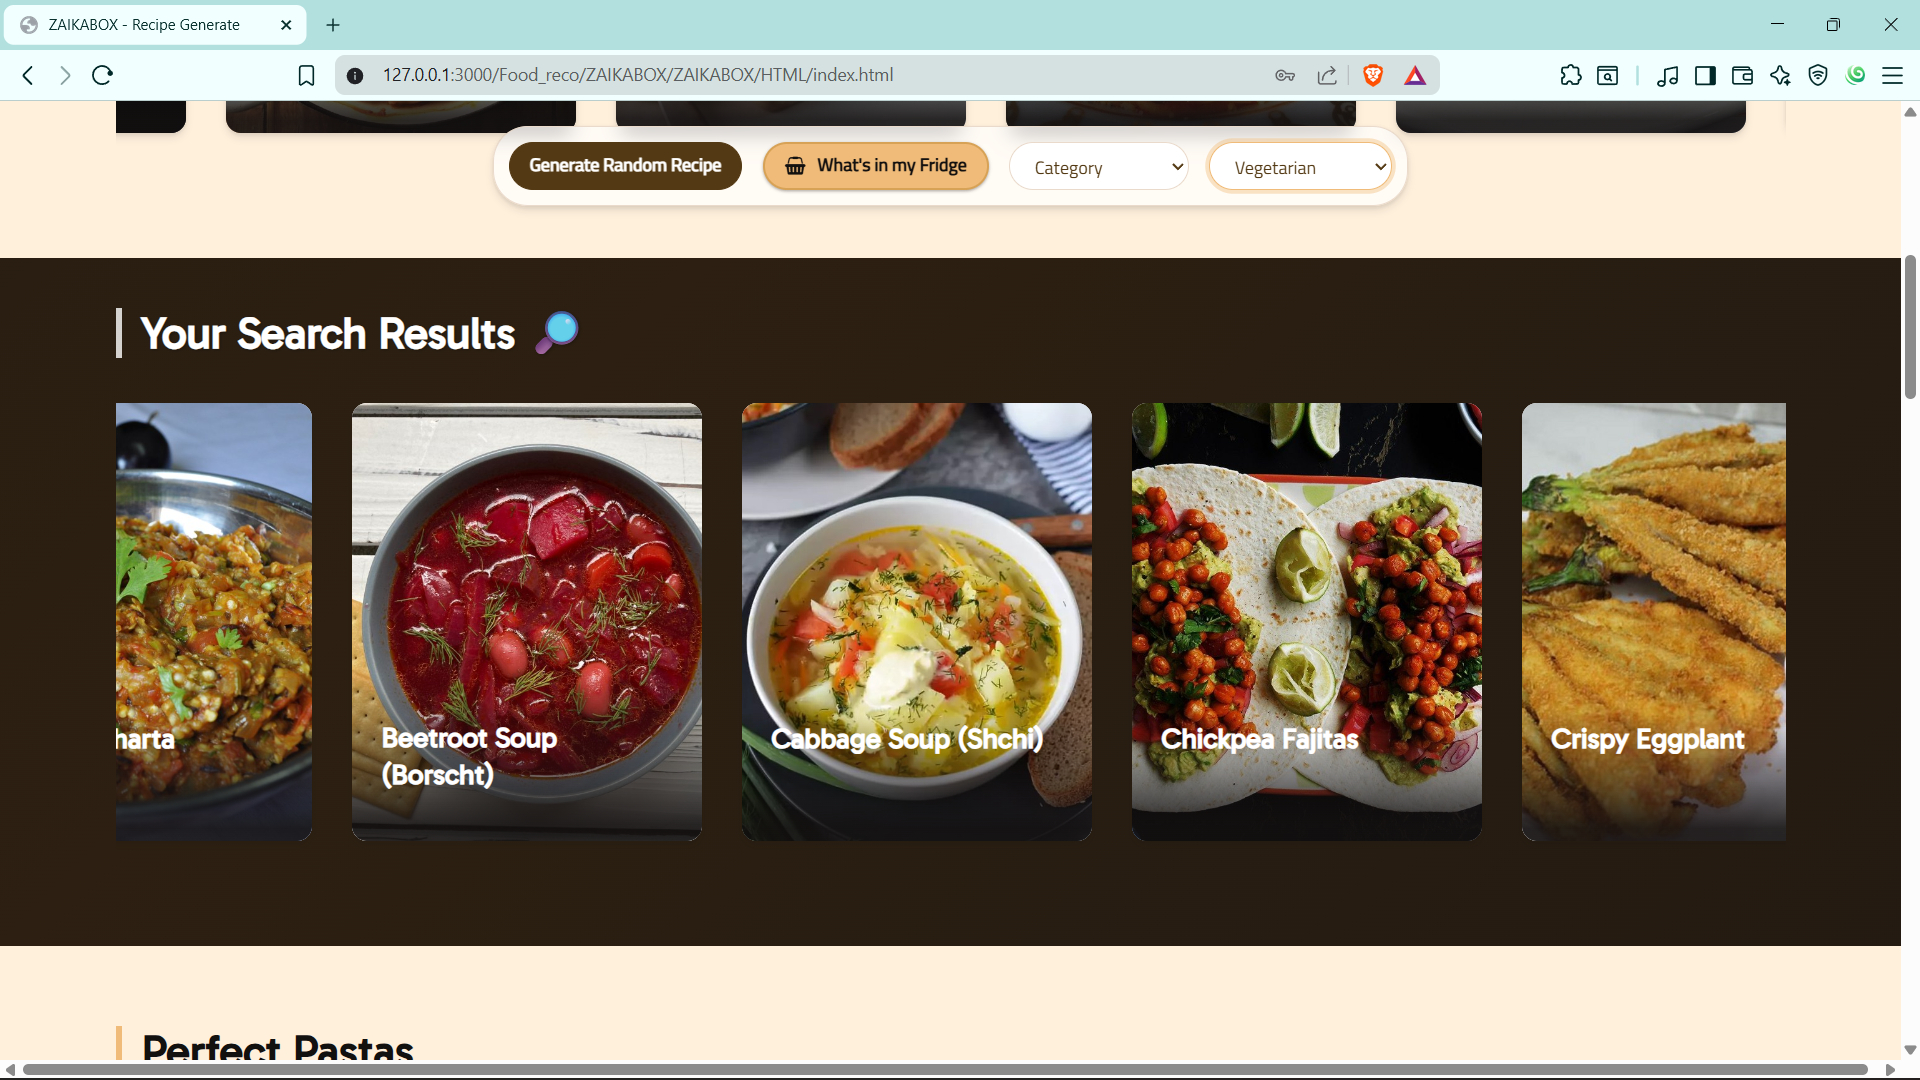 ZAIKABOX - Recipe Generate
127.0.0.1:3000/Food_reco/ZAIKABOX/ZAIKABOX/HTML/index.html
Generate Random Recipe
What's in my Fridge
Category
Vegetarian
Your Search Results
harta
Beetroot Soup
(Borscht)
Cabbage Soup (Shchi)
Chickpea Fajitas
Crispy Eggplant
Perfect Pastas